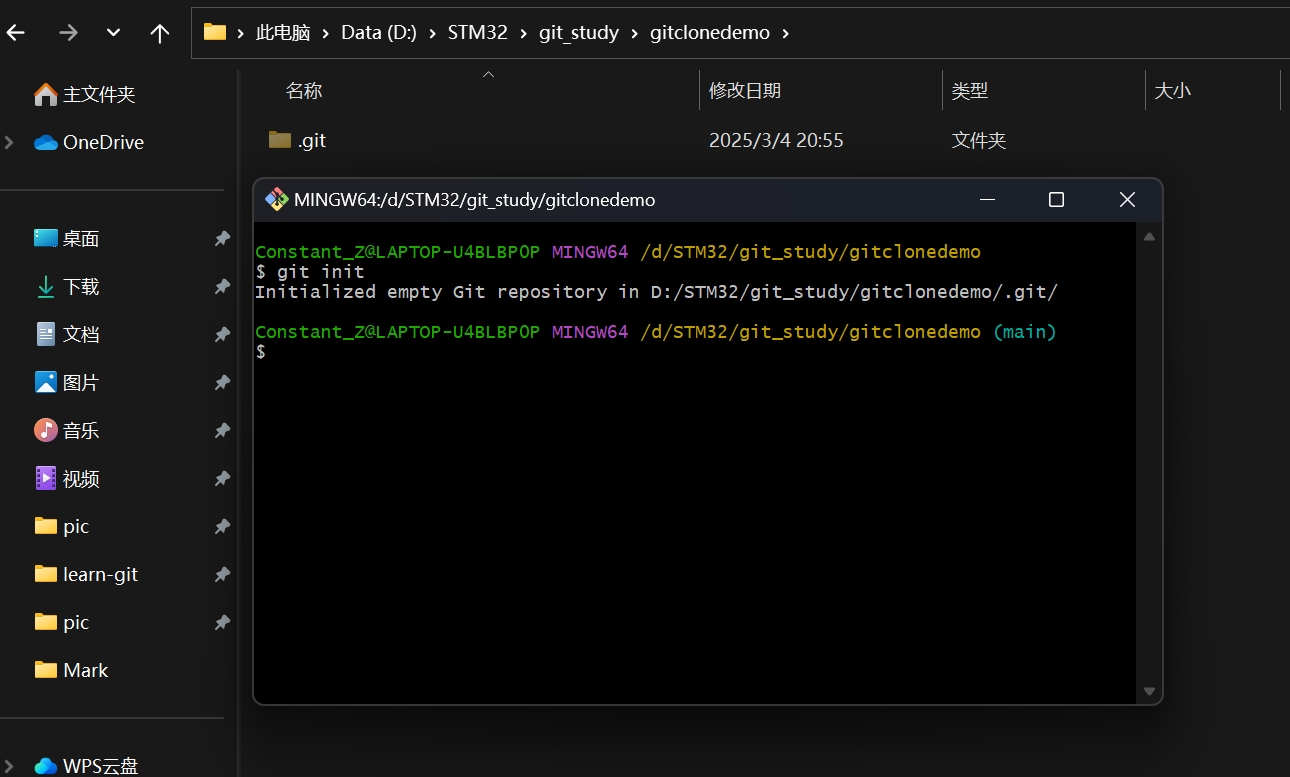 此电脑 › Data (D:) › STM32 › git_study › gitclonedemo ›
名称 修改日期 类型 大小
.git 2025/3/4 20:55 文件夹
主文件夹
OneDrive
桌面
下载
文档
图片
音乐
视频
pic
learn-git
pic
Mark
WPS云盘
MINGW64:/d/STM32/git_study/gitclonedemo
Constant_Z@LAPTOP-U4BLBP0P MINGW64 /d/STM32/git_study/gitclonedemo
$ git init
Initialized empty Git repository in D:/STM32/git_study/gitclonedemo/.git/
Constant_Z@LAPTOP-U4BLBP0P MINGW64 /d/STM32/git_study/gitclonedemo (main)
$